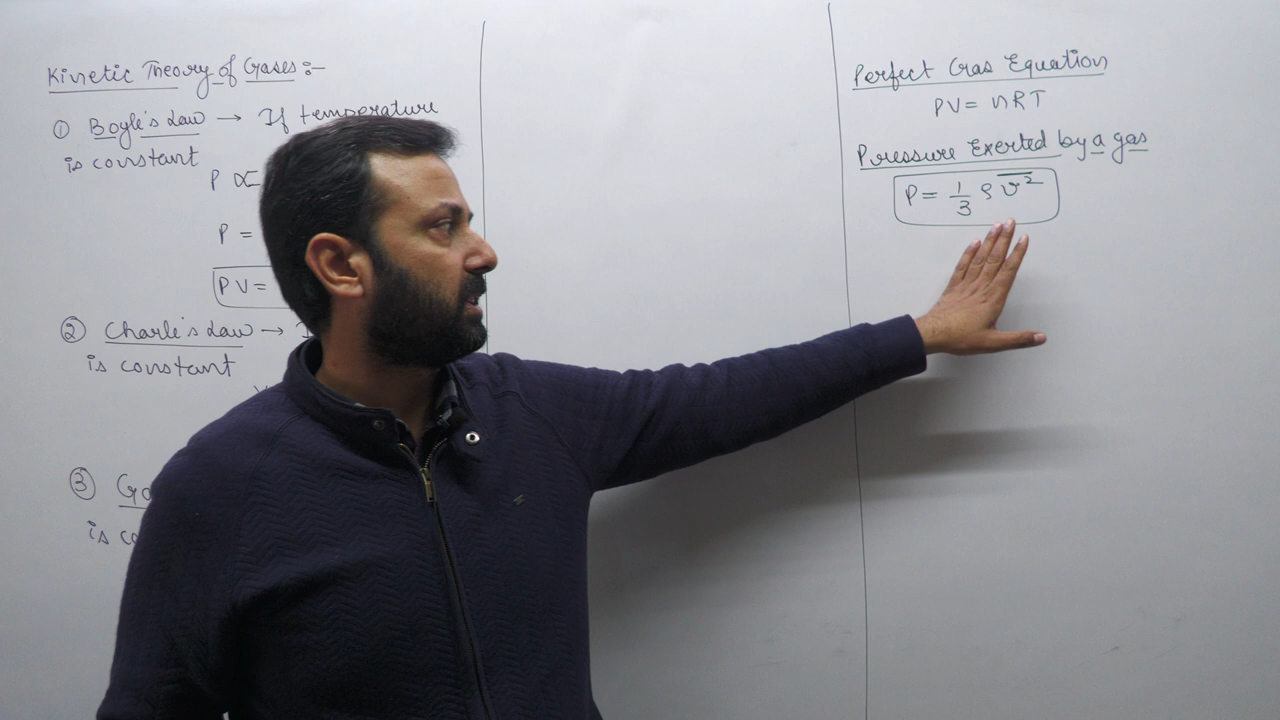 Kinetic Theory of Gases :-
① Boyle's Law → If temperature
is constant
P ∝
P =
PV =
② Charle's Law →
is constant
③
is
Perfect Gas Equation
PV = nRT
Pressure Exerted by a gas
P = 1/3 ρ v̅²